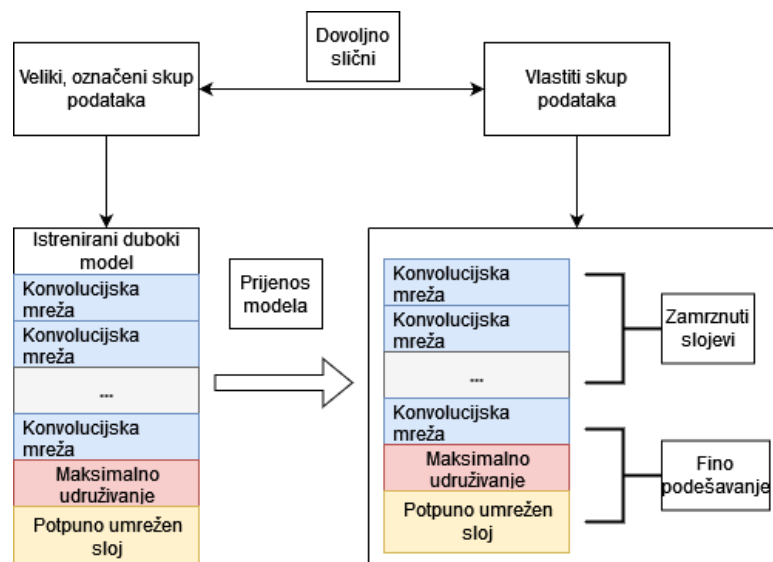 Dovoljno
slični
Veliki, označeni skup
podataka
Vlastiti skup
podataka
Istrenirani duboki
model
Konvolucijska
mreža
Konvolucijska
mreža
...
Konvolucijska
mreža
Maksimalno
udruživanje
Potpuno umrežen
sloj
Prijenos
modela
Konvolucijska
mreža
Konvolucijska
mreža
...
Konvolucijska
mreža
Maksimalno
udruživanje
Potpuno umrežen
sloj
Zamrznuti
slojevi
Fino
podešavanje